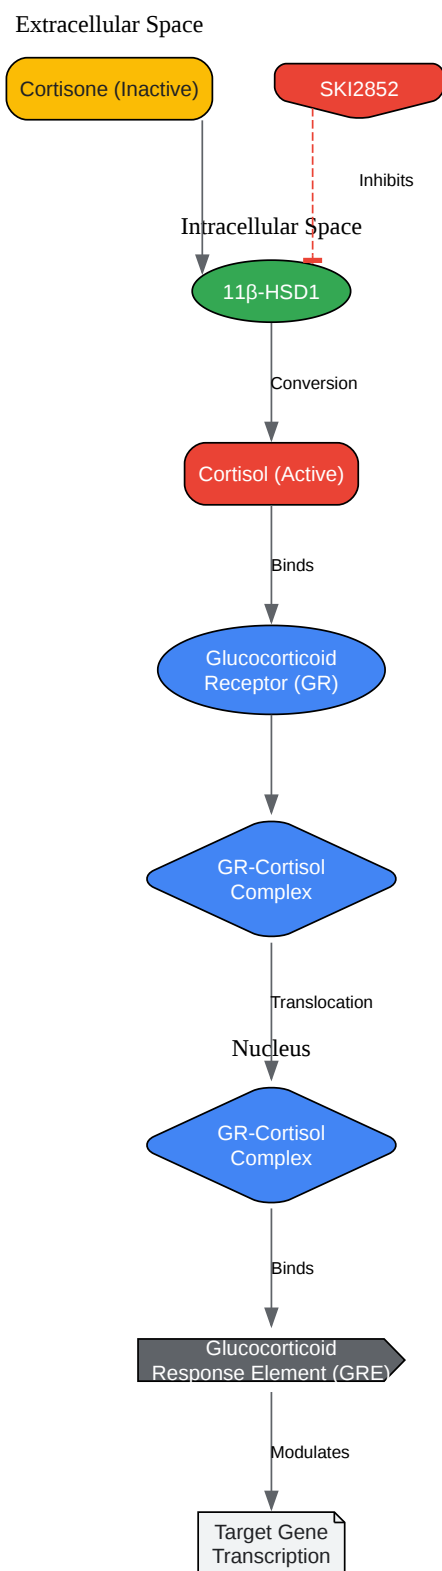 Extracellular Space
Cortisone (Inactive)
SKI2852
Inhibits
Intracellular Space
11β-HSD1
Conversion
Cortisol (Active)
Binds
Glucocorticoid
Receptor (GR)
GR-Cortisol
Complex
Translocation
Nucleus
GR-Cortisol
Complex
Binds
Glucocorticoid
Response Element (GRE)
Modulates
Target Gene
Transcription